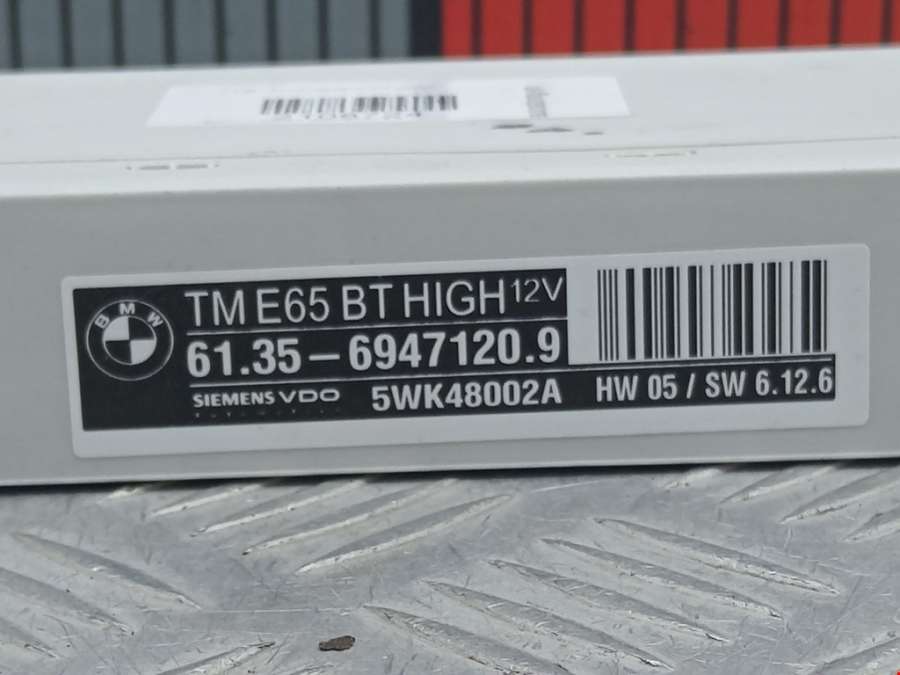 BMW
TM E65 BT HIGH 12V
61.35 – 6947120.9
SIEMENS VDO 5WK48002A HW 05 / SW 6.12.6